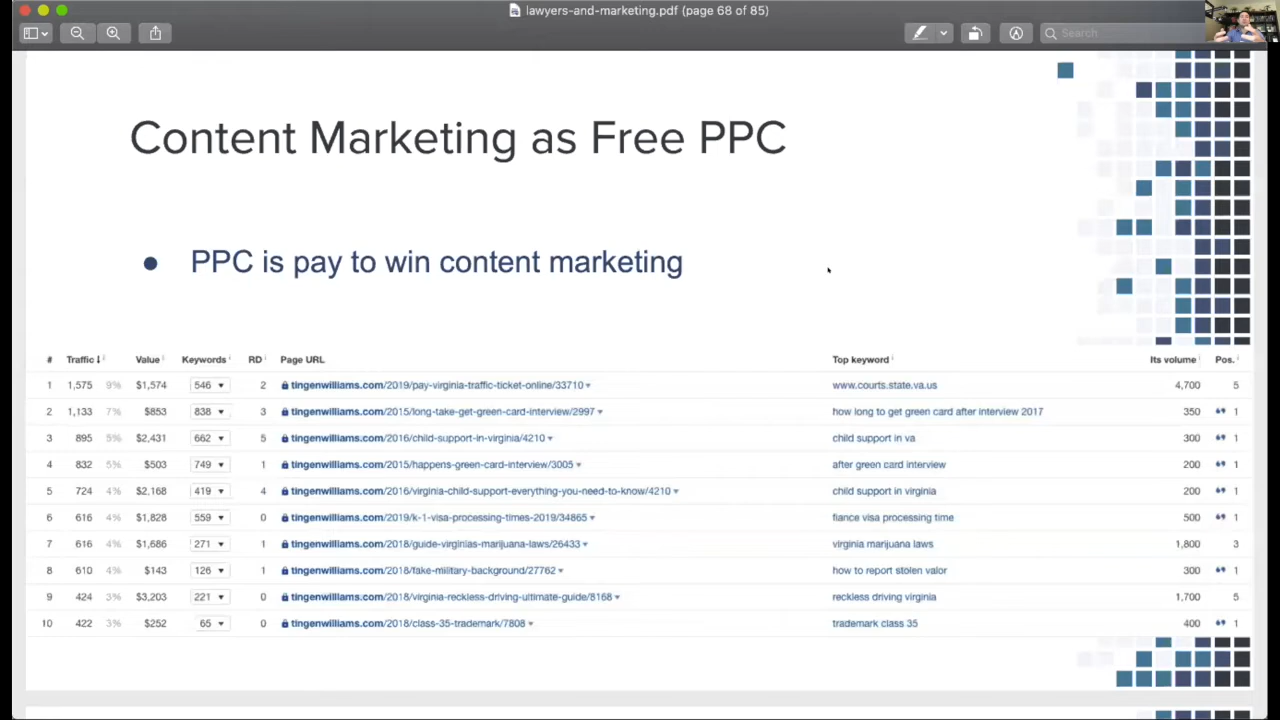 lawyers-and-marketing.pdf (page 68 of 85)
Search
Content Marketing as Free PPC
● PPC is pay to win content marketing
# Traffic Value Keywords RD Page URL Top keyword Its volume Pos.
1 1,575 9% $1,574 546 2 tingenwilliams.com/2019/pay-virginia-traffic-ticket-online/33710 www.courts.state.va.us 4,700 5
2 1,133 7% $853 838 3 tingenwilliams.com/2015/long-take-get-green-card-interview/2997 how long to get green card after interview 2017 350 1
3 895 5% $2,431 662 5 tingenwilliams.com/2016/child-support-in-virginia/4210 child support in va 300 1
4 832 5% $503 749 1 tingenwilliams.com/2015/happens-green-card-interview/3005 after green card interview 200 1
5 724 4% $2,168 419 4 tingenwilliams.com/2016/virginia-child-support-everything-you-need-to-know/4210 child support in virginia 200 1
6 616 4% $1,828 559 0 tingenwilliams.com/2019/k-1-visa-processing-times-2019/34865 fiance visa processing time 500 1
7 616 4% $1,686 271 1 tingenwilliams.com/2018/guide-virginias-marijuana-laws/26433 virginia marijuana laws 1,800 3
8 610 4% $143 126 1 tingenwilliams.com/2018/fake-military-background/27762 how to report stolen valor 300 1
9 424 3% $3,203 221 0 tingenwilliams.com/2018/virginia-reckless-driving-ultimate-guide/8168 reckless driving virginia 1,700 5
10 422 3% $252 65 0 tingenwilliams.com/2018/class-35-trademark/7808 trademark class 35 400 1